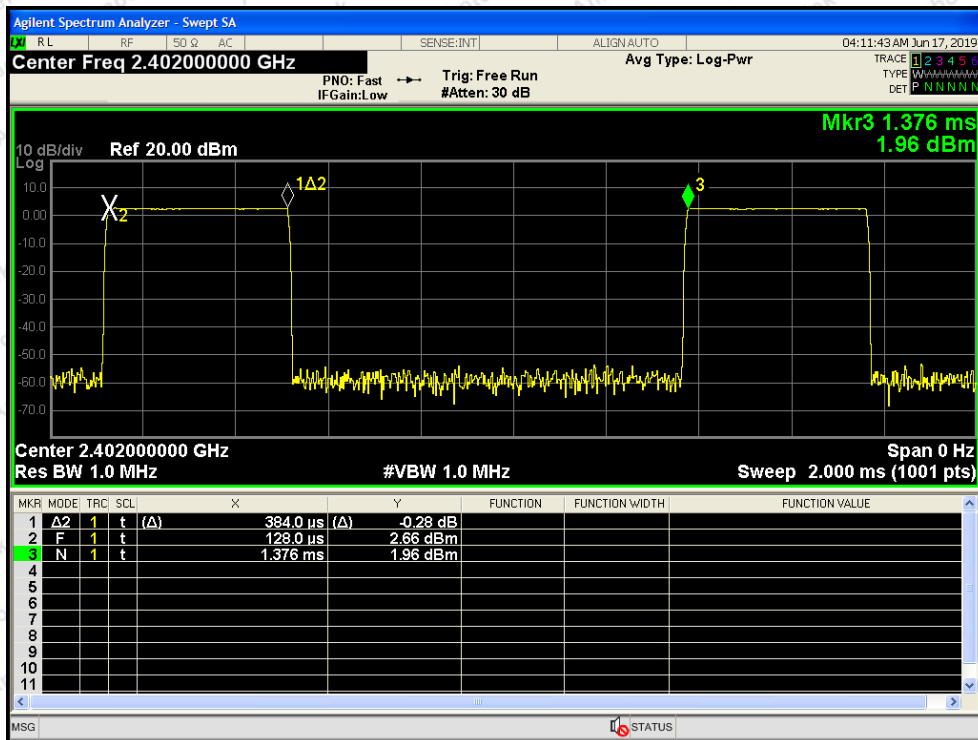 Agilent Spectrum Analyzer - Swept SA
LXI RL RF 50 Ω AC SENSE:INT ALIGN AUTO 04:11:43 AM Jun 17, 2019
Center Freq 2.402000000 GHz Avg Type: Log-Pwr TRACE 1 2 3 4 5 6
PNO: Fast Trig: Free Run TYPE WWWWWW
IFGain:Low #Atten: 30 dB DET P N N N N N
Mkr3 1.376 ms
10 dB/div Ref 20.00 dBm 1.96 dBm
Log
10.0
0.00
-10.0
-20.0
-30.0
-40.0
-50.0
-60.0
-70.0
2
1Δ2
3
Center 2.402000000 GHz Span 0 Hz
Res BW 1.0 MHz #VBW 1.0 MHz Sweep 2.000 ms (1001 pts)
MKR MODE TRC SCL X Y FUNCTION FUNCTION WIDTH FUNCTION VALUE
1 Δ2 1 t (Δ) 384.0 µs (Δ) -0.28 dB
2 F 1 t 128.0 µs 2.66 dBm
3 N 1 t 1.376 ms 1.96 dBm
4
5
6
7
8
9
10
11
MSG STATUS